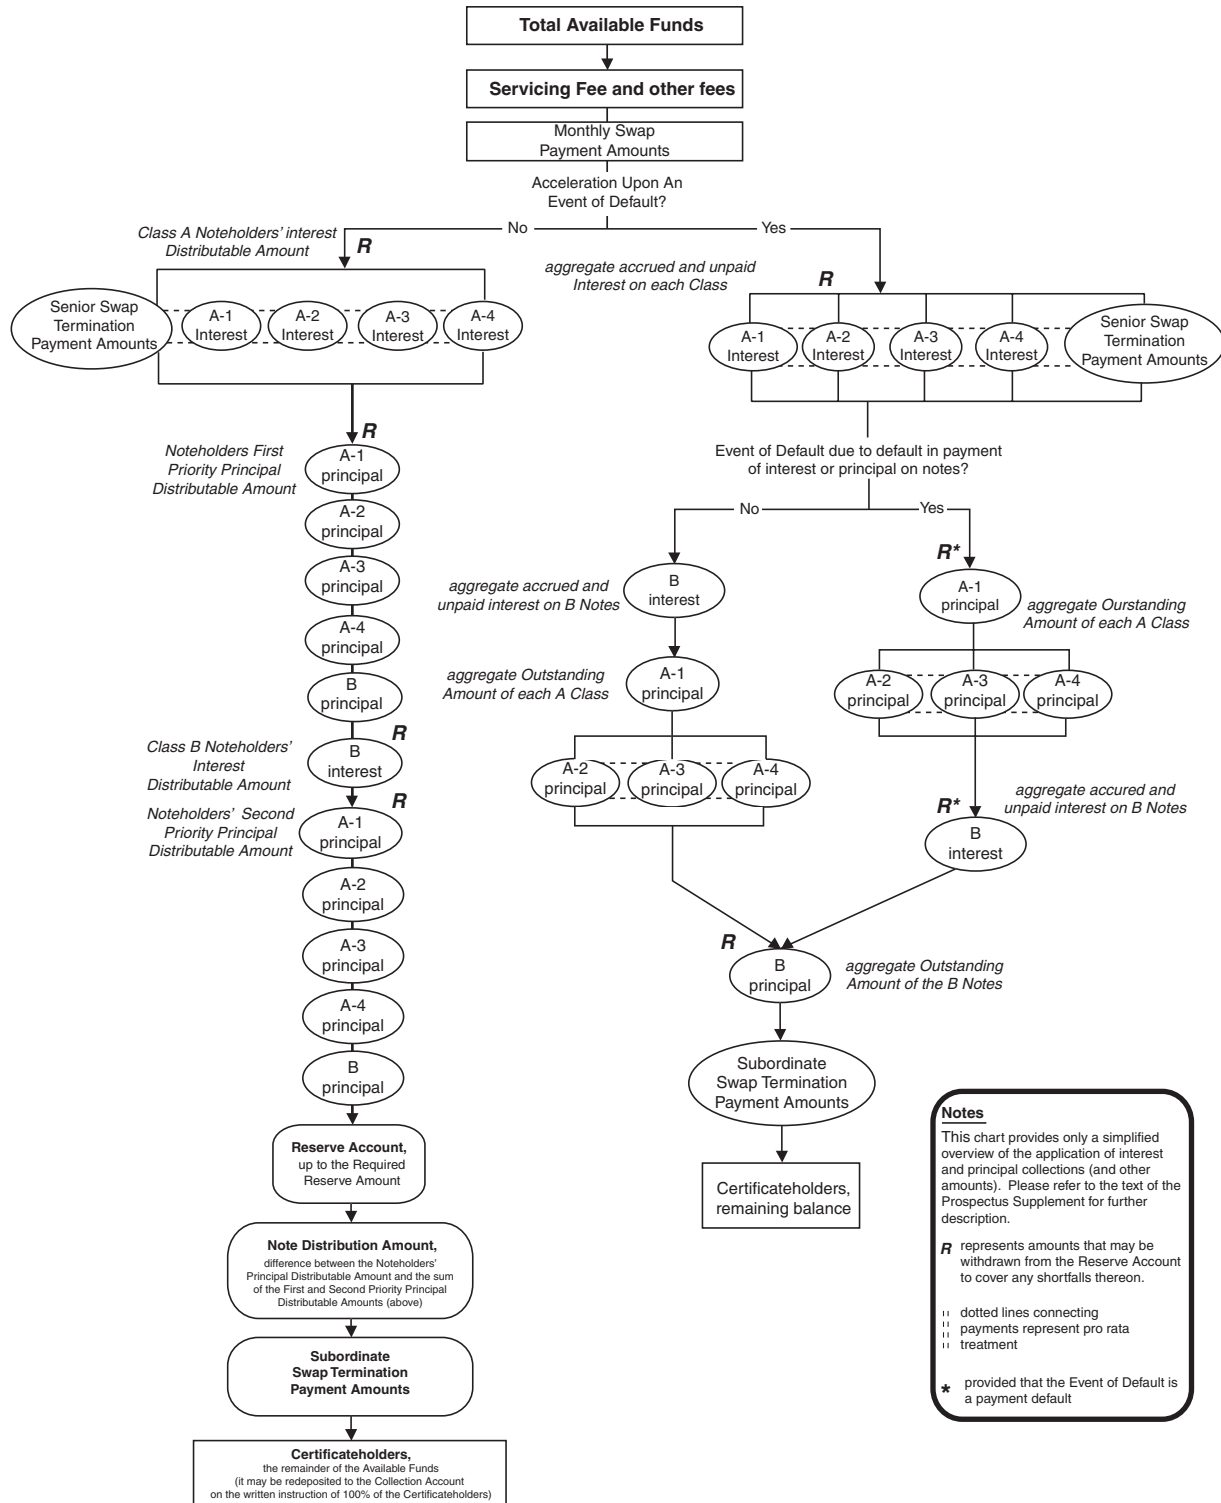 Total Available Funds
Servicing Fee and other fees
Monthly Swap
Payment Amounts
Acceleration Upon An
Event of Default?
No
Yes
Class A Noteholders' interest
Distributable Amount
R
Senior Swap
Termination
Payment Amounts
A-1
Interest
A-2
Interest
A-3
Interest
A-4
Interest
R
Noteholders First
Priority Principal
Distributable Amount
A-1
principal
A-2
principal
A-3
principal
A-4
principal
B
principal
R
Class B Noteholders'
Interest
Distributable Amount
B
interest
R
Noteholders' Second
Priority Principal
Distributable Amount
A-1
principal
A-2
principal
A-3
principal
A-4
principal
B
principal
Reserve Account,
up to the Required
Reserve Amount
Note Distribution Amount,
difference between the Noteholders'
Principal Distributable Amount and the sum
of the First and Second Priority Principal
Distributable Amounts (above)
Subordinate
Swap Termination
Payment Amounts
Certificateholders,
the remainder of the Available Funds
(it may be redeposited to the Collection Account
on the written instruction of 100% of the Certificateholders)
aggregate accrued and unpaid
Interest on each Class
R
A-1
Interest
A-2
Interest
A-3
Interest
A-4
Interest
Senior Swap
Termination
Payment Amounts
Event of Default due to default in payment
of interest or principal on notes?
No
Yes
aggregate accrued and
unpaid interest on B Notes
B
interest
aggregate Outstanding
Amount of each A Class
A-1
principal
A-2
principal
A-3
principal
A-4
principal
R*
A-1
principal
aggregate Ourstanding
Amount of each A Class
A-2
principal
A-3
principal
A-4
principal
aggregate accured and
unpaid interest on B Notes
R*
B
interest
R
B
principal
aggregate Outstanding
Amount of the B Notes
Subordinate
Swap Termination
Payment Amounts
Certificateholders,
remaining balance
Notes
This chart provides only a simplified
overview of the application of interest
and principal collections (and other
amounts). Please refer to the text of the
Prospectus Supplement for further
description.
R represents amounts that may be
withdrawn from the Reserve Account
to cover any shortfalls thereon.
dotted lines connecting
payments represent pro rata
treatment
* provided that the Event of Default is
a payment default